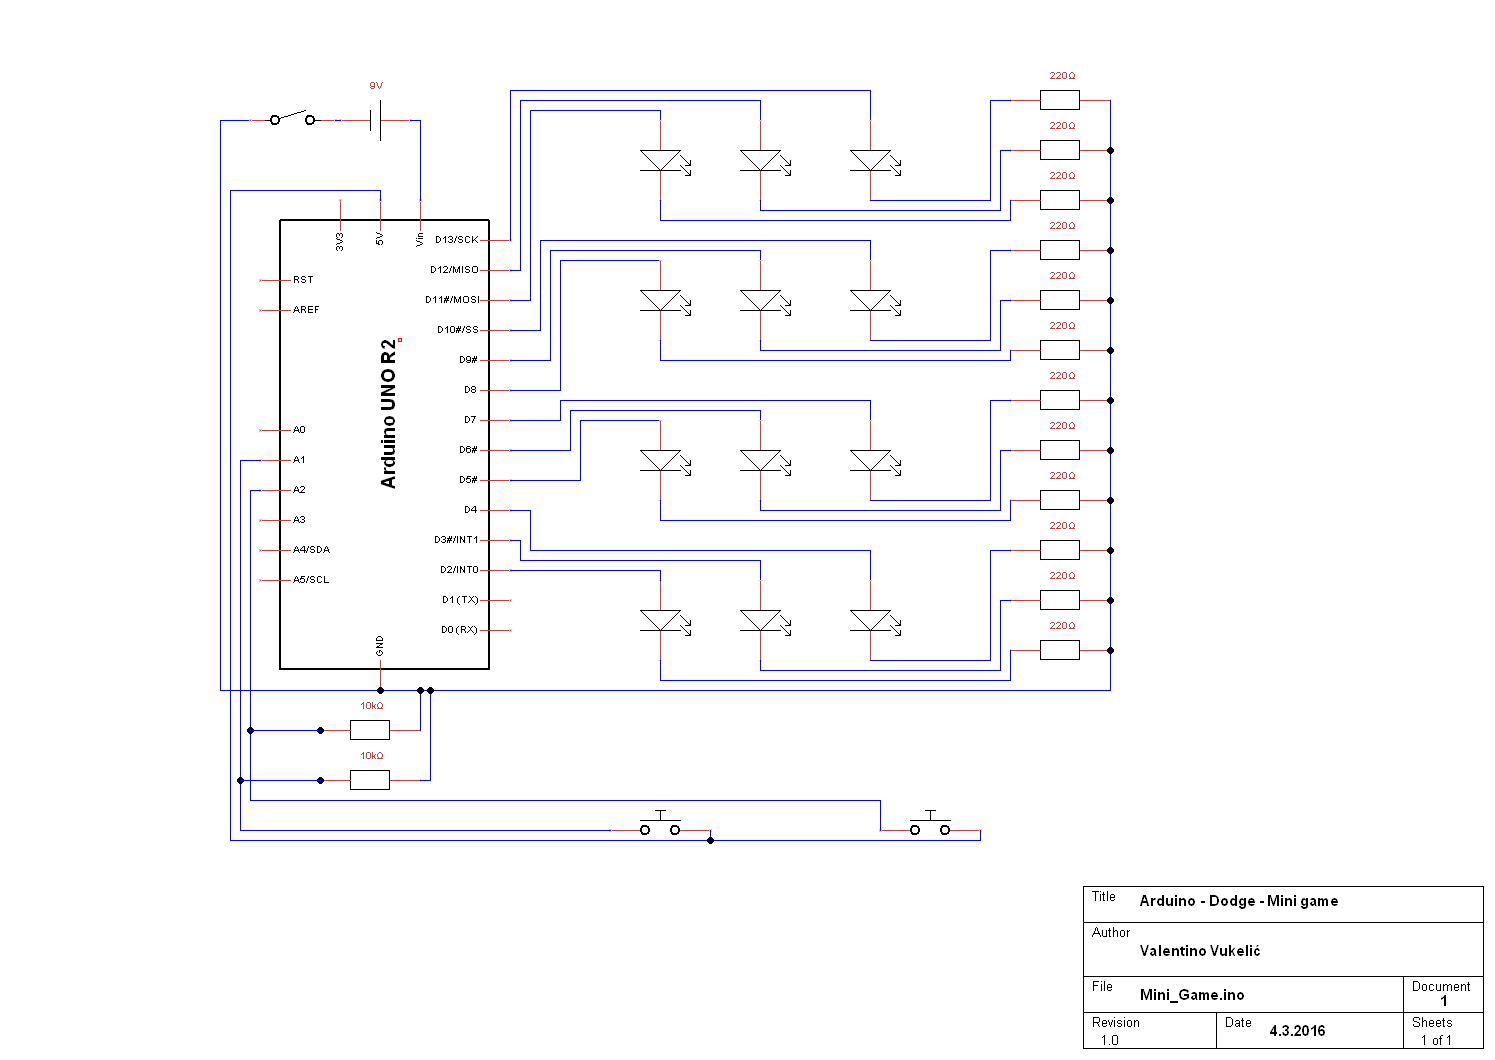 220Ω
9V
220Ω
220Ω
220Ω
220Ω
220Ω
220Ω
220Ω
220Ω
220Ω
220Ω
220Ω
3V3
5V
Vin
RST
AREF
A0
A1
A2
A3
A4/SDA
A5/SCL
Arduino UNO R2
D13/SCK
D12/MISO
D11#/MOSI
D10#/SS
D9#
D8
D7
D6#
D5#
D4
D3#/INT1
D2/INT0
D1(TX)
D0(RX)
GND
10kΩ
10kΩ
Title Arduino - Dodge - Mini game
Author
Valentino Vukelić
File Mini_Game.ino
Document
1
Revision
1.0
Date 4.3.2016
Sheets
1 of 1